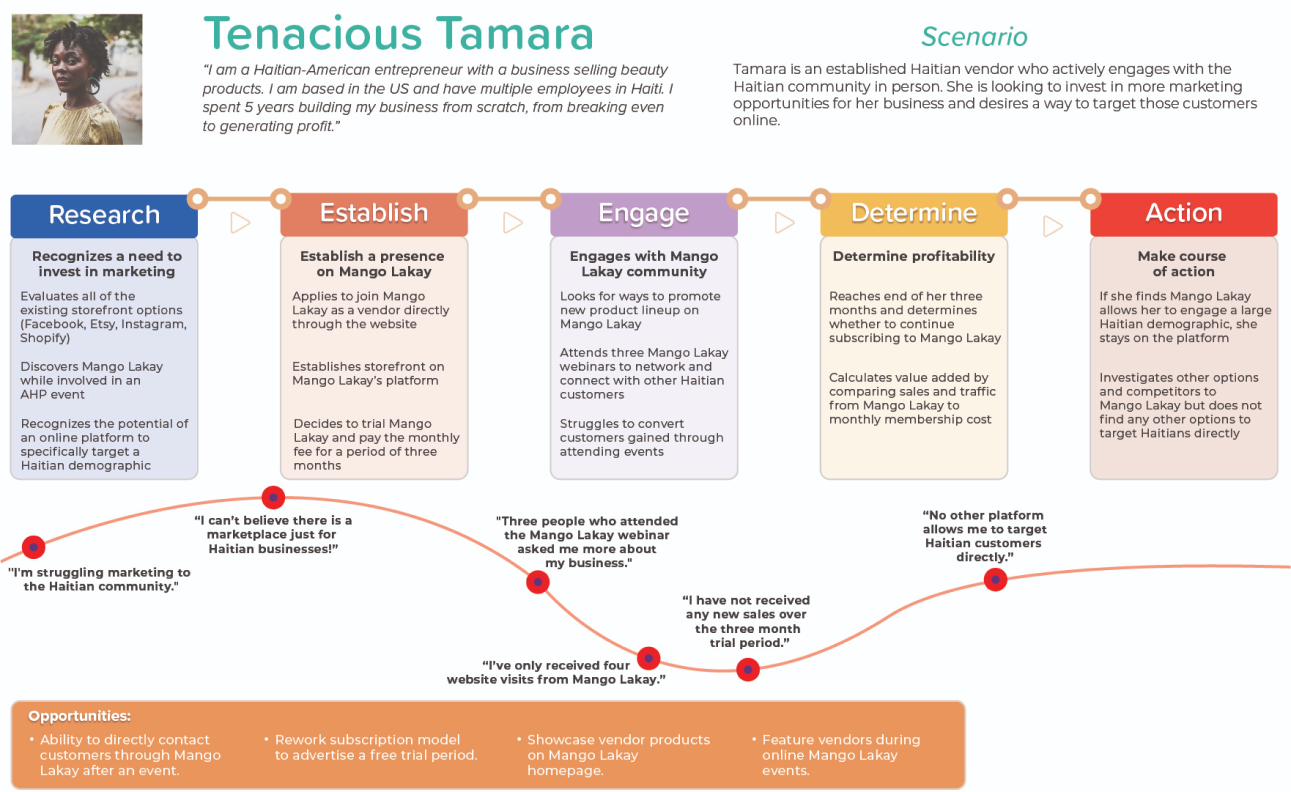 Tenacious Tamara
“I am a Haitian-American entrepreneur with a business selling beauty
products. I am based in the US and have multiple employees in Haiti. I
spent 5 years building my business from scratch, from breaking even
to generating profit.”
Scenario
Tamara is an established Haitian vendor who actively engages with the
Haitian community in person. She is looking to invest in more marketing
opportunities for her business and desires a way to target those customers
online.
Research
Recognizes a need to
invest in marketing
Evaluates all of the
existing storefront options
(Facebook, Etsy, Instagram,
Shopify)
Discovers Mango Lakay
while involved in an
AHP event
Recognizes the potential of
an online platform to
specifically target a
Haitian demographic
Establish
Establish a presence
on Mango Lakay
Applies to join Mango
Lakay as a vendor directly
through the website
Establishes storefront on
Mango Lakay’s platform
Decides to trial Mango
Lakay and pay the monthly
fee for a period of three
months
Engage
Engages with Mango
Lakay community
Looks for ways to promote
new product lineup on
Mango Lakay
Attends three Mango Lakay
webinars to network and
connect with other Haitian
customers
Struggles to convert
customers gained through
attending events
Determine
Determine profitability
Reaches end of her three
months and determines
whether to continue
subscribing to Mango Lakay
Calculates value added by
comparing sales and traffic
from Mango Lakay to
monthly membership cost
Action
Make course
of action
If she finds Mango Lakay
allows her to engage a large
Haitian demographic, she
stays on the platform
Investigates other options
and competitors to
Mango Lakay but does not
find any other options to
target Haitians directly
"I'm struggling marketing to
the Haitian community."
“I can’t believe there is a
marketplace just for
Haitian businesses!”
"Three people who attended
the Mango Lakay webinar
asked me more about
my business."
“I’ve only received four
website visits from Mango Lakay.”
“I have not received
any new sales over
the three month
trial period.”
“No other platform
allows me to target
Haitian customers
directly.”
Opportunities:
• Ability to directly contact
customers through Mango
Lakay after an event.
• Rework subscription model
to advertise a free trial period.
• Showcase vendor products
on Mango Lakay
homepage.
• Feature vendors during
online Mango Lakay
events.